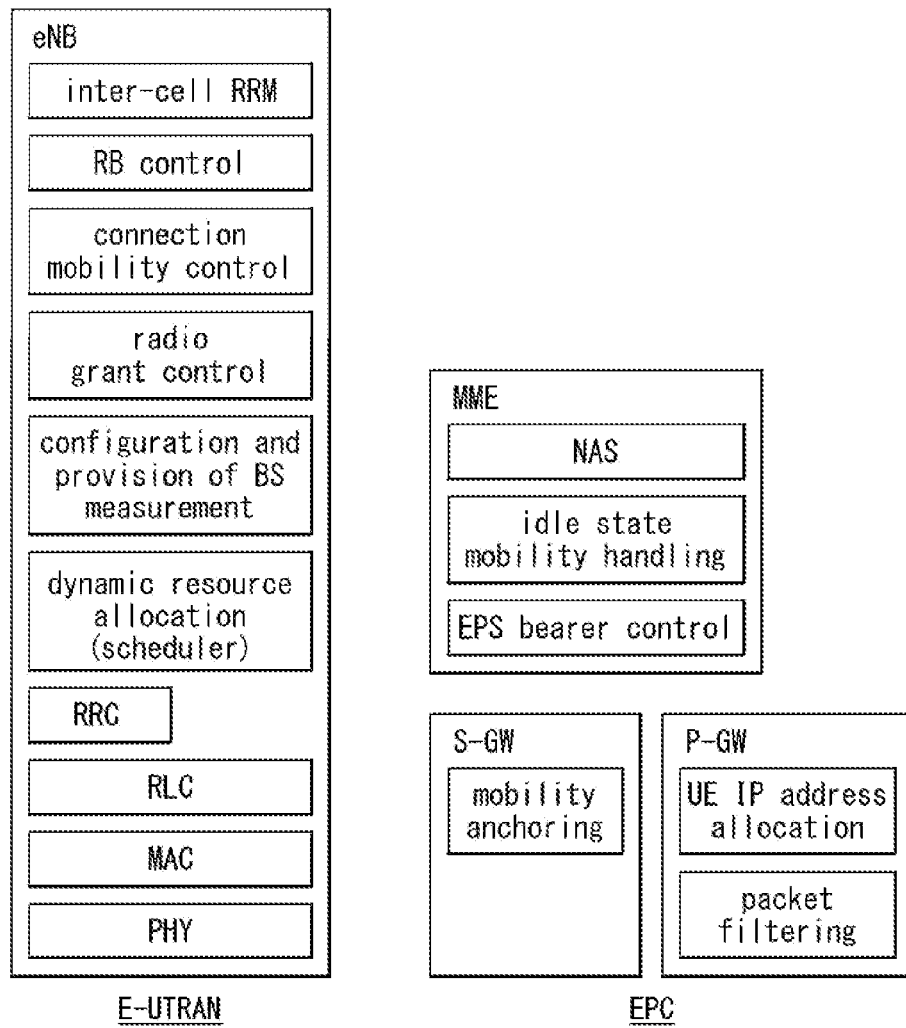 eNB
inter-cell RRM
RB control
connection
mobility control
radio
grant control
configuration and
provision of BS
measurement
dynamic resource
allocation
(scheduler)
RRC
RLC
MAC
PHY
E-UTRAN
MME
NAS
idle state
mobility handling
EPS bearer control
S-GW
mobility
anchoring
P-GW
UE IP address
allocation
packet
filtering
EPC